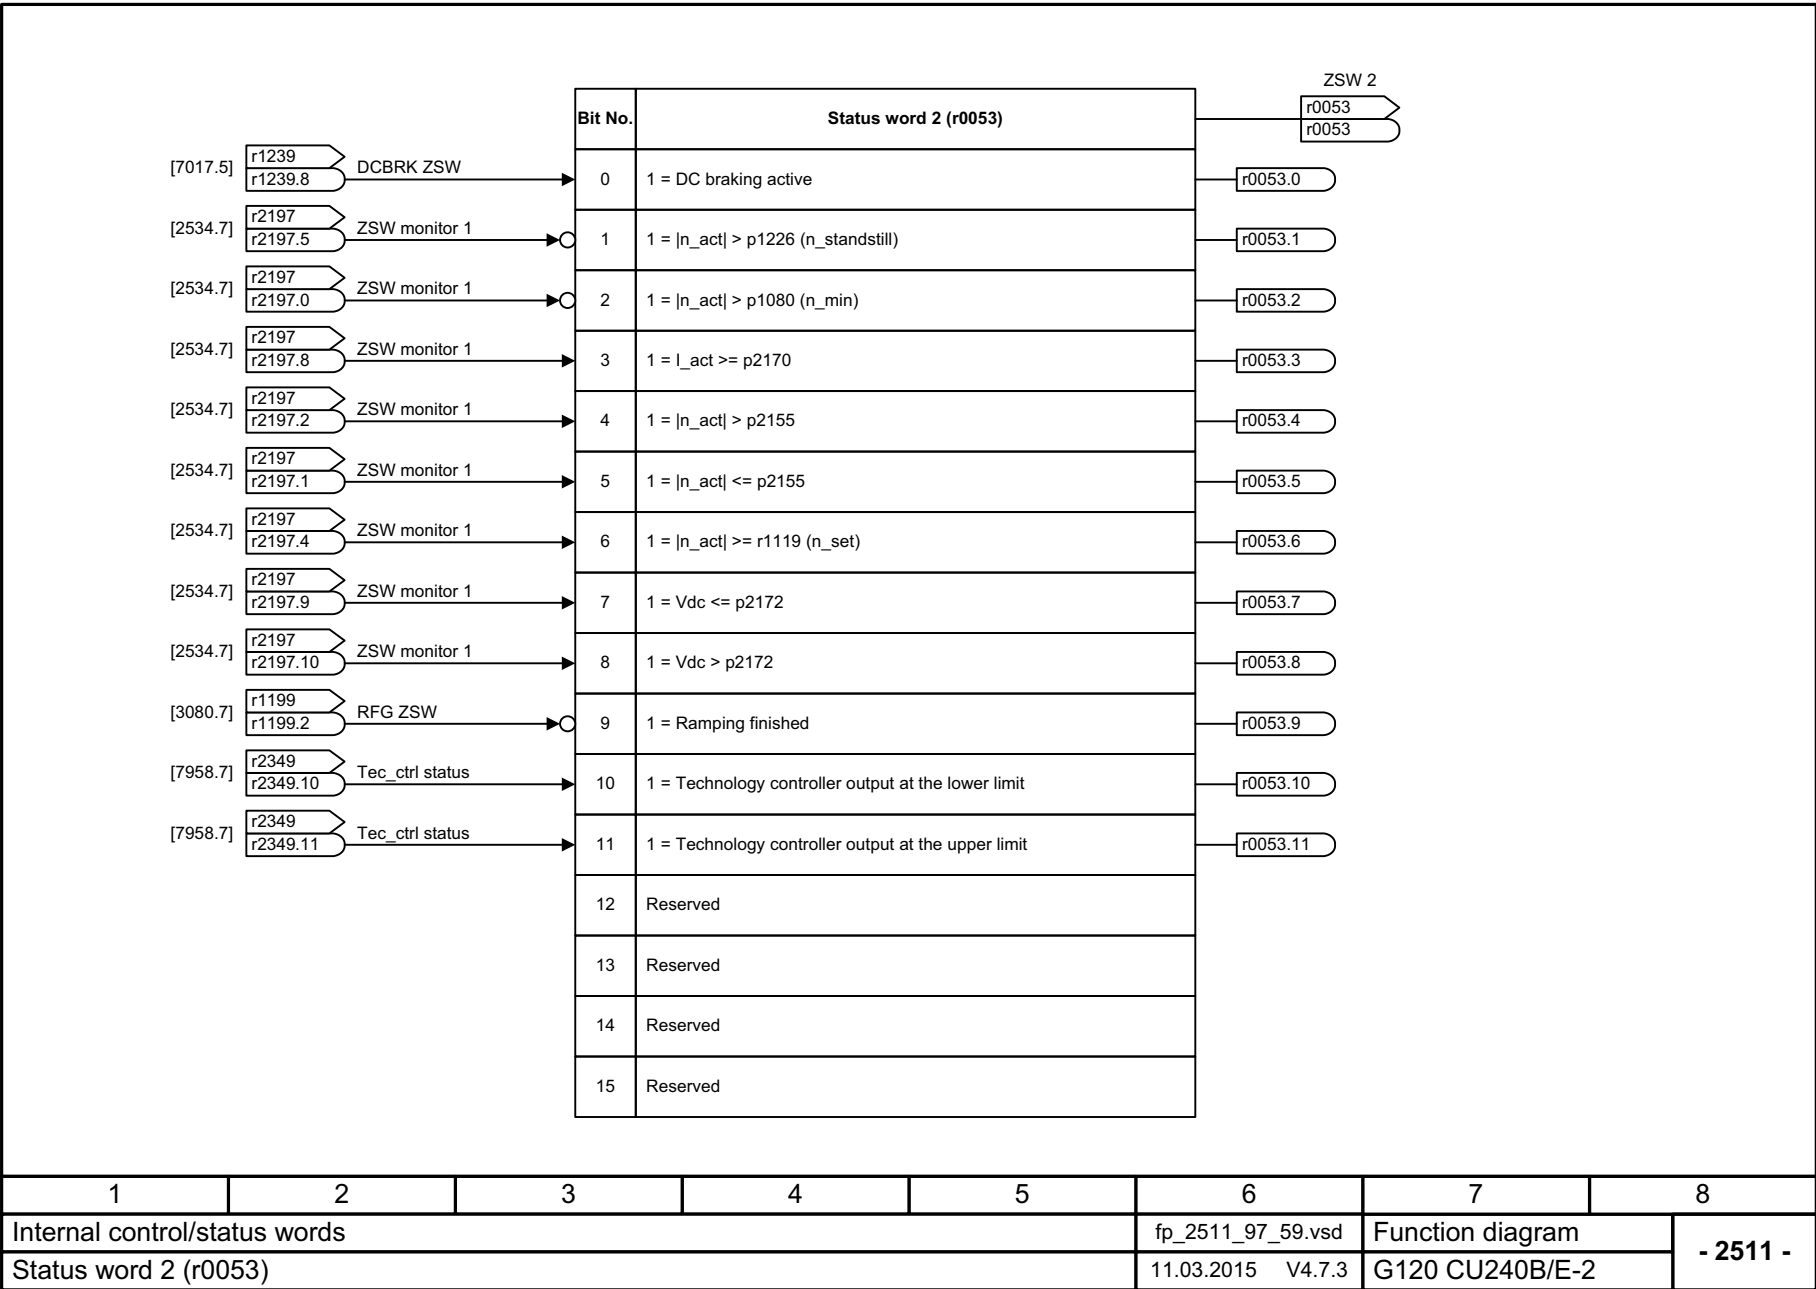 ZSW 2
r0053
r0053
Bit No. Status word 2 (r0053)
[7017.5] r1239 DCBRK ZSW
r1239.8 0 1 = DC braking active r0053.0
[2534.7] r2197 ZSW monitor 1
r2197.5 1 1 = |n_act| > p1226 (n_standstill) r0053.1
[2534.7] r2197 ZSW monitor 1
r2197.0 2 1 = |n_act| > p1080 (n_min) r0053.2
[2534.7] r2197 ZSW monitor 1
r2197.8 3 1 = I_act >= p2170 r0053.3
[2534.7] r2197 ZSW monitor 1
r2197.2 4 1 = |n_act| > p2155 r0053.4
[2534.7] r2197 ZSW monitor 1
r2197.1 5 1 = |n_act| <= p2155 r0053.5
[2534.7] r2197 ZSW monitor 1
r2197.4 6 1 = |n_act| >= r1119 (n_set) r0053.6
[2534.7] r2197 ZSW monitor 1
r2197.9 7 1 = Vdc <= p2172 r0053.7
[2534.7] r2197 ZSW monitor 1
r2197.10 8 1 = Vdc > p2172 r0053.8
[3080.7] r1199 RFG ZSW
r1199.2 9 1 = Ramping finished r0053.9
[7958.7] r2349 Tec_ctrl status
r2349.10 10 1 = Technology controller output at the lower limit r0053.10
[7958.7] r2349 Tec_ctrl status
r2349.11 11 1 = Technology controller output at the upper limit r0053.11
12 Reserved
13 Reserved
14 Reserved
15 Reserved
1 2 3 4 5 6 7 8
Internal control/status words fp_2511_97_59.vsd Function diagram - 2511 -
Status word 2 (r0053) 11.03.2015 V4.7.3 G120 CU240B/E-2